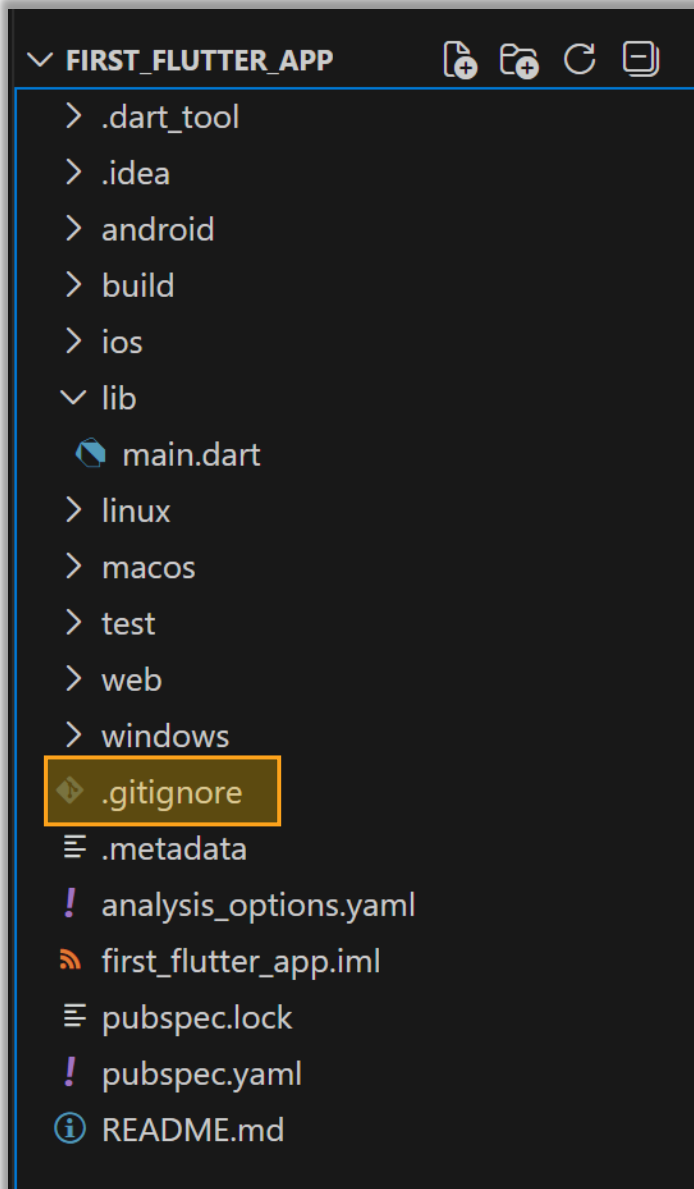 FIRST_FLUTTER_APP
.dart_tool
.idea
android
build
ios
lib
main.dart
linux
macos
test
web
windows
.gitignore
.metadata
analysis_options.yaml
first_flutter_app.iml
pubspec.lock
pubspec.yaml
README.md